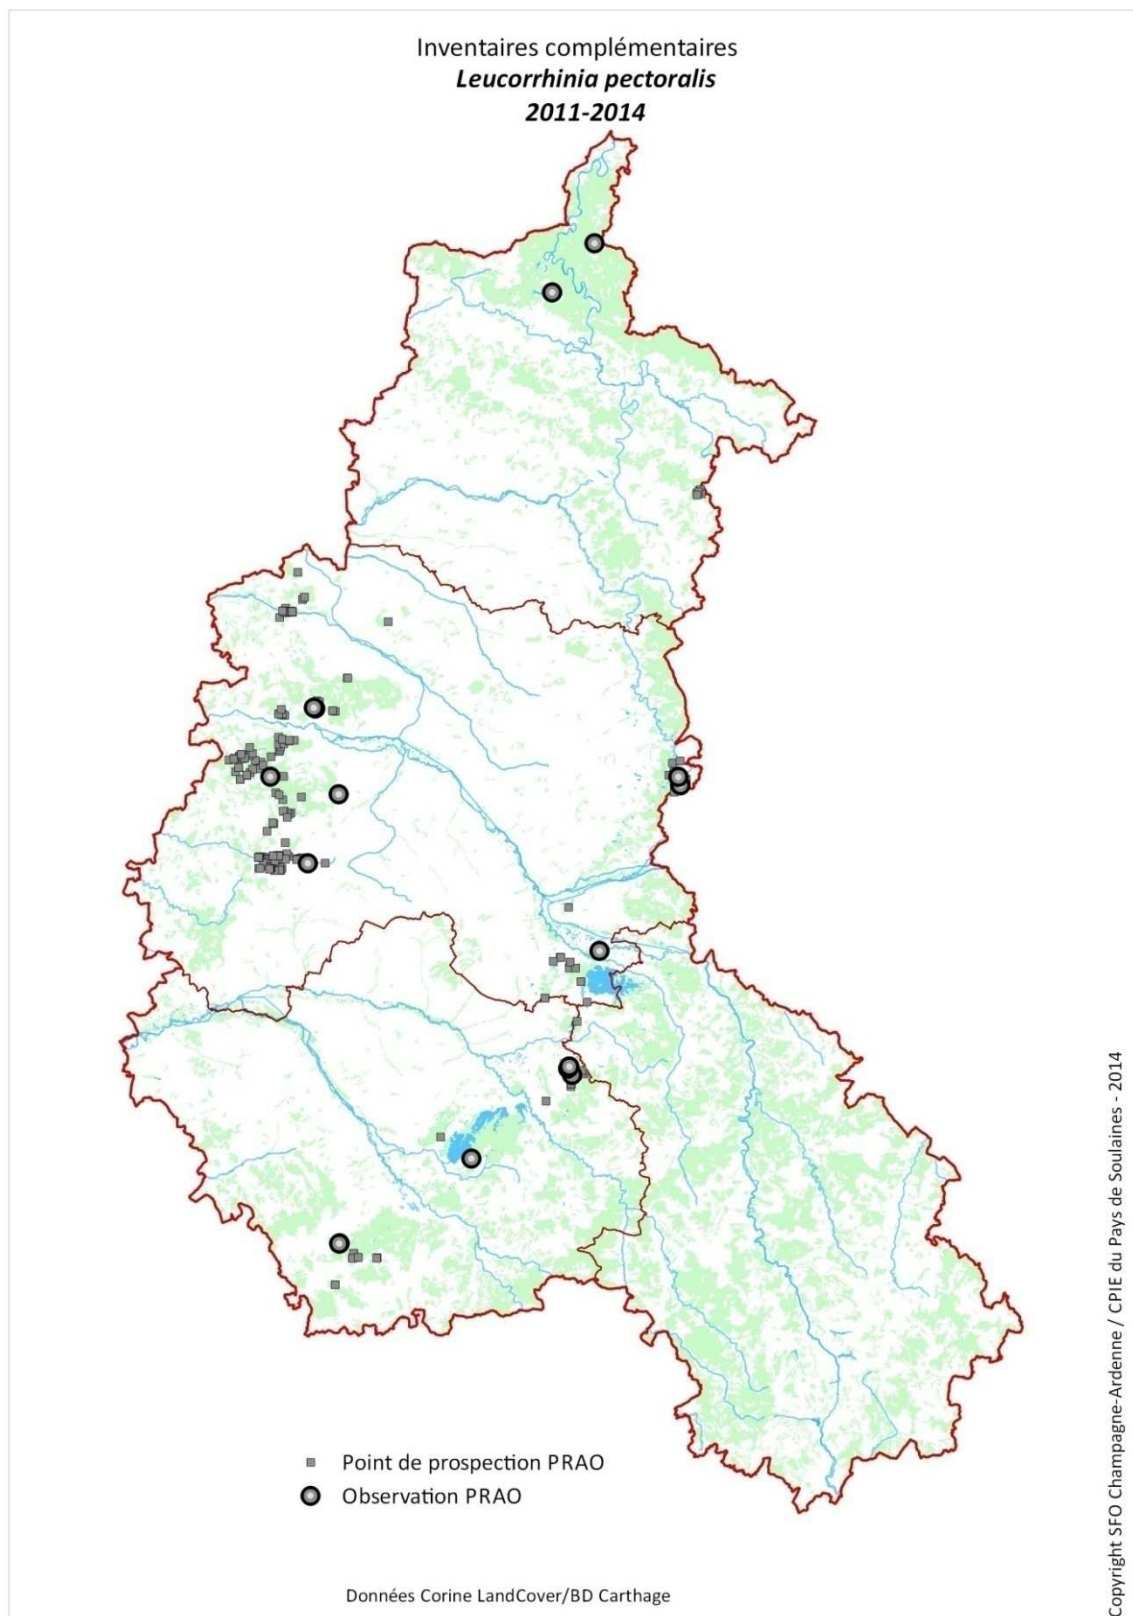 Inventaires complémentaires
Leucorrhinia pectoralis
2011-2014
Point de prospection PRAO
Observation PRAO
Données Corine LandCover/BD Carthage
Copyright SFO Champagne-Ardenne / CPIE du Pays de Soulaines - 2014